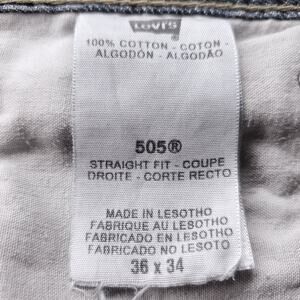 LEVI'S
100% COTTON - COTON -
ALGODÓN - ALGODÃO
505®
STRAIGHT FIT - COUPE
DROITE - CORTE RECTO
MADE IN LESOTHO
FABRIQUE AU LESOTHO
FABRICADO EN LESOTHO
FABRICADO NO LESOTO
36 x 34